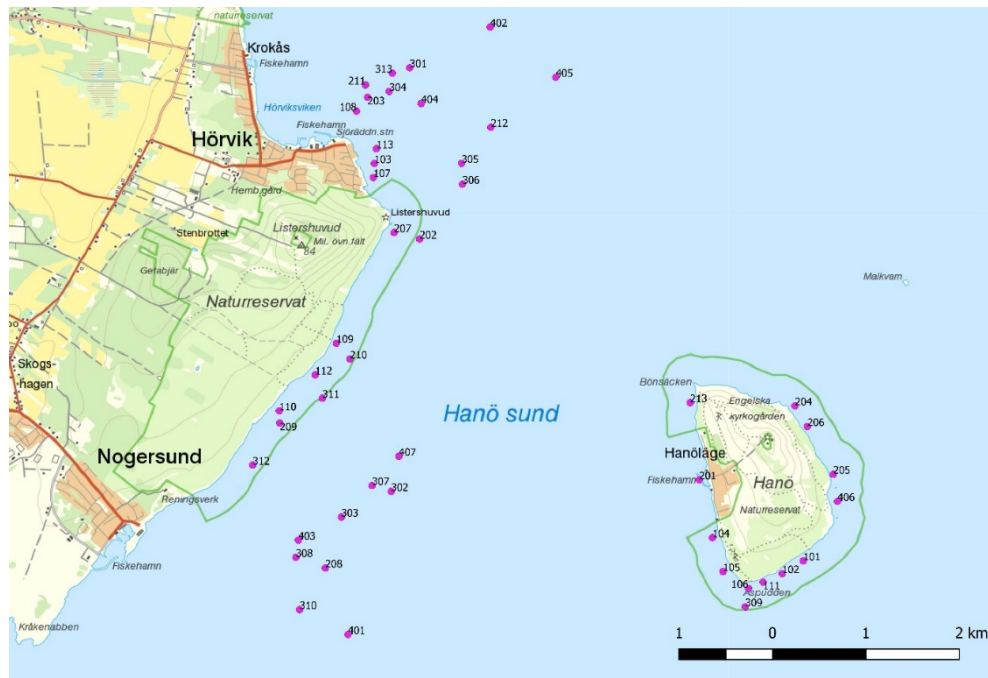 naturreservat
402
Krokås
Fiskehamn
313
301
405
211
304
203
404
Hörviksviken
108
Fiskehamn
212
Sjöräddn.stn
Hörvik
113
103
305
107
306
Hemb.gård
Listershuvud
Listershuvud
Stenbrottet
207
202
Mil. övn.fält
84
Getabjär
Malkvarn
Naturreservat
109
210
Skogs-
hagen
112
Bönsäcken
311
Engelska
204
213
110
Hanö sund
kyrkogården
209
206
407
Nogersund
Hanöläge
312
205
201
Fiskehamn
Hanö
307
302
Reningsverk
406
Naturreservat
303
104
403
308
101
Fiskehamn
208
105
102
106
111
Aspudden
310
309
Kråkenabben
401
1
0
1
2 km